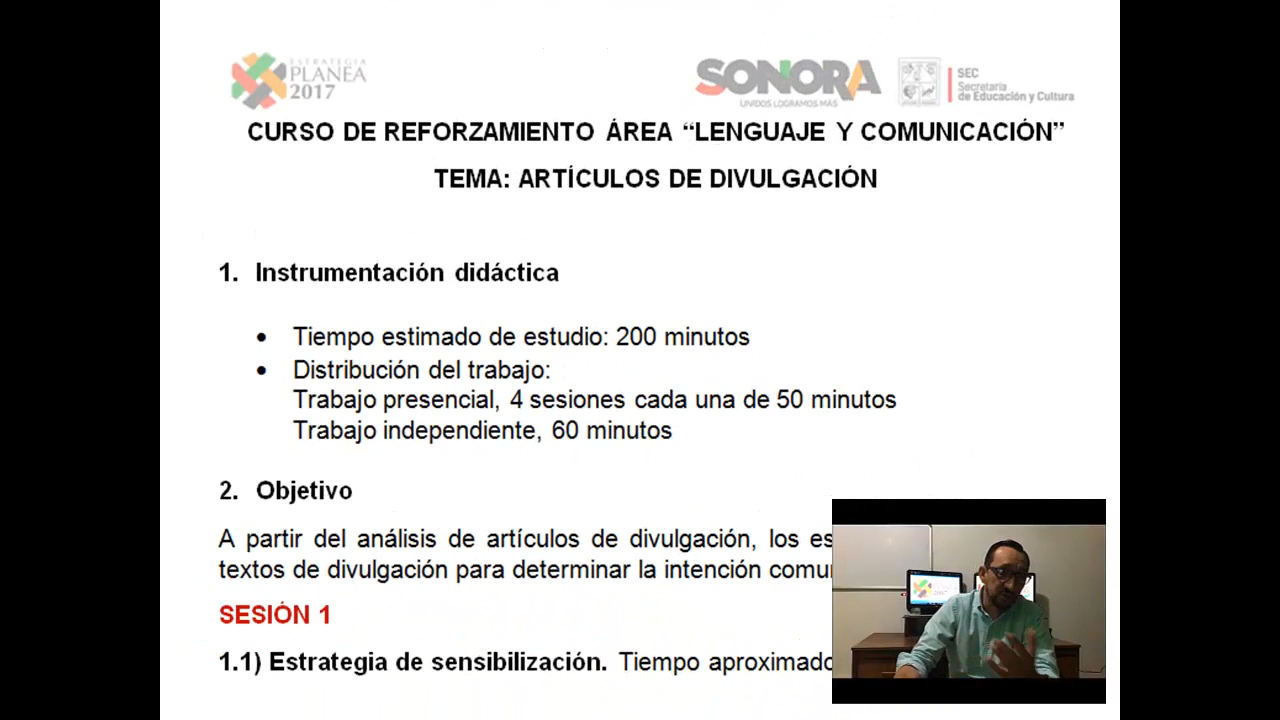 ESTRATEGIA
PLANEA
2017
SONORA
UNIDOS LOGRAMOS MÁS
SEC
Secretaría
de Educación y Cultura
CURSO DE REFORZAMIENTO ÁREA “LENGUAJE Y COMUNICACIÓN”
TEMA: ARTÍCULOS DE DIVULGACIÓN
1. Instrumentación didáctica
• Tiempo estimado de estudio: 200 minutos
• Distribución del trabajo:
Trabajo presencial, 4 sesiones cada una de 50 minutos
Trabajo independiente, 60 minutos
2. Objetivo
A partir del análisis de artículos de divulgación, los es
textos de divulgación para determinar la intención comu
SESIÓN 1
1.1) Estrategia de sensibilización. Tiempo aproximado